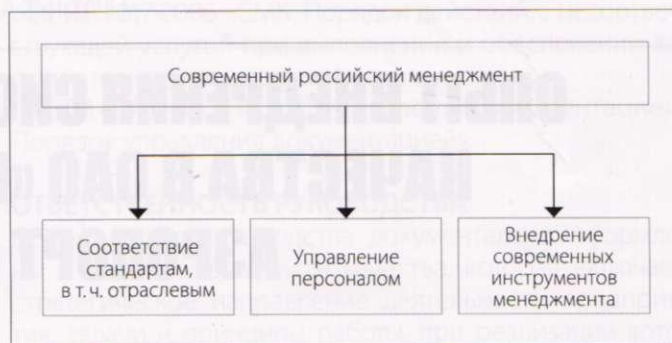 Современный российский менеджмент
Соответствие
стандартам,
в т. ч. отраслевым
Управление
персоналом
Внедрение
современных
инструментов
менеджмента